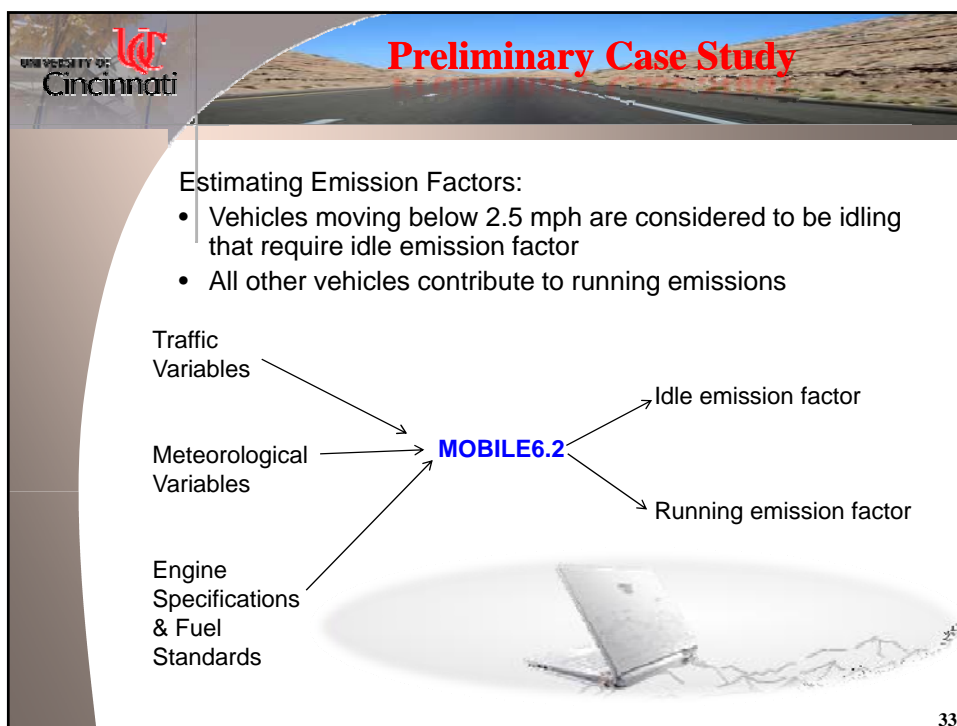 UNIVERSITY OF
Cincinnati
Preliminary Case Study
Estimating Emission Factors:
• Vehicles moving below 2.5 mph are considered to be idling
that require idle emission factor
• All other vehicles contribute to running emissions
Traffic
Variables
Idle emission factor
MOBILE6.2
Meteorological
Variables
Running emission factor
Engine
Specifications
& Fuel
Standards
33